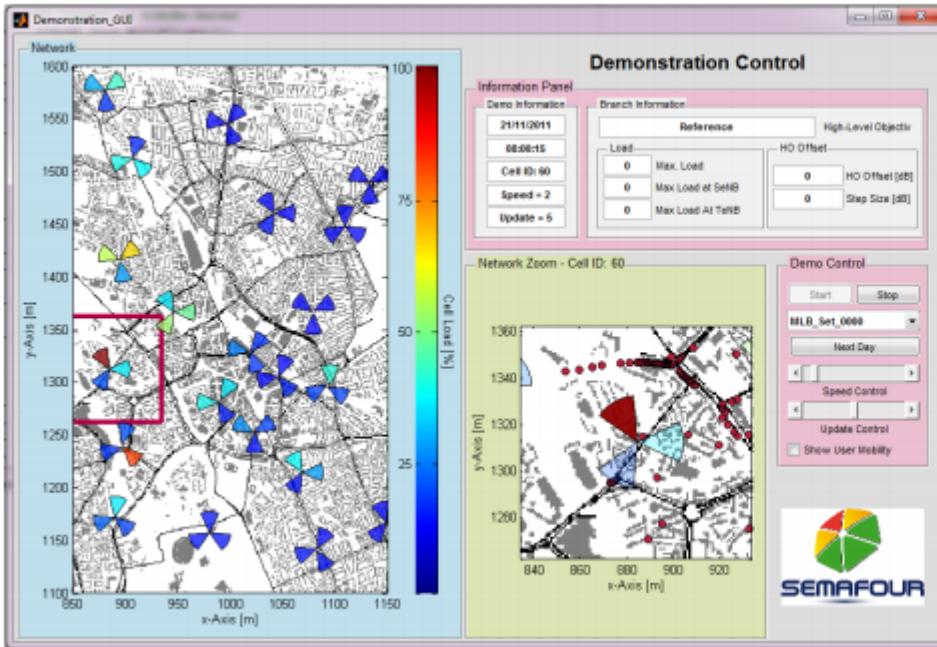 Demonstration_GUI
Network
1600
1550
1500
1450
1400
1350
1300
1250
1200
1150
1100
y-Axis [m]
850 900 950 1000 1050 1100 1150
x-Axis [m]
100
75
50
25
Cell Load [%]
Demonstration Control
Information Panel
Demo Information
21/11/2011
08:00:15
Cell ID: 60
Speed = 2
Update = 5
Branch Information
Reference
High-Level Objectiv
Load
0 Max. Load
0 Max Load at SeNB
0 Max Load At TeNB
HO Offset
0 HO Offset [dB]
0 Step Size [dB]
Network Zoom - Cell ID: 60
1360
1340
1320
1300
1280
y-Axis [m]
840 860 880 900 920
x-Axis [m]
Demo Control
Start Stop
MLB_Set_0000
Next Day
Speed Control
Update Control
Show User Mobility
SEMAFOUR